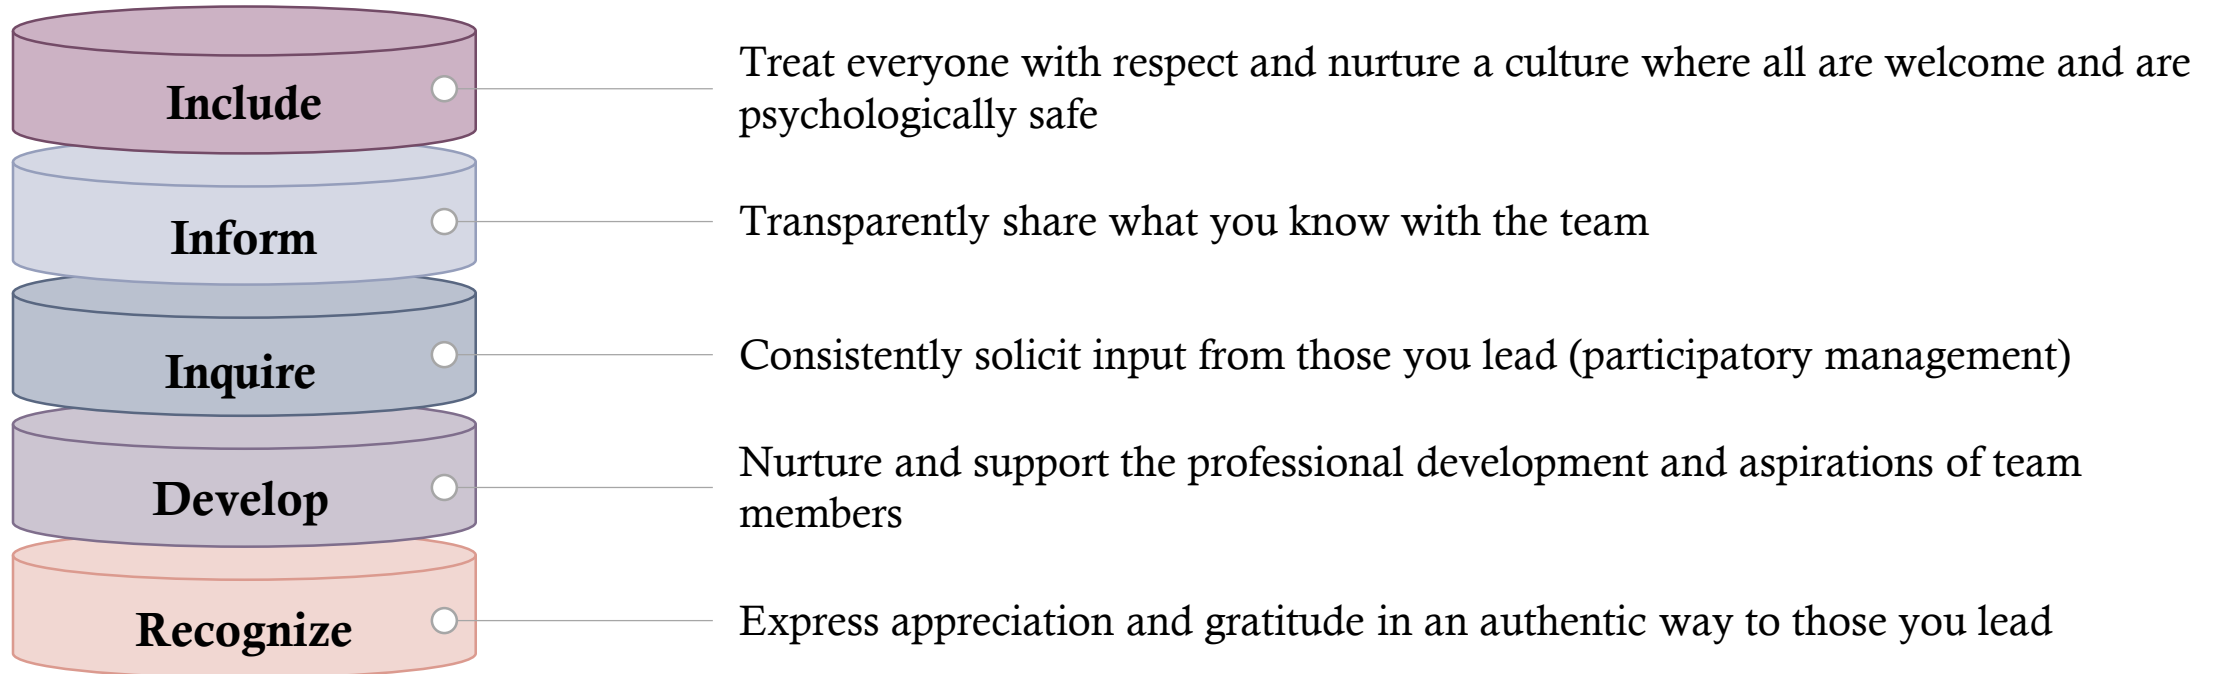 Include
Treat everyone with respect and nurture a culture where all are welcome and are
psychologically safe
Inform
Transparently share what you know with the team
Inquire
Consistently solicit input from those you lead (participatory management)
Develop
Nurture and support the professional development and aspirations of team
members
Recognize
Express appreciation and gratitude in an authentic way to those you lead